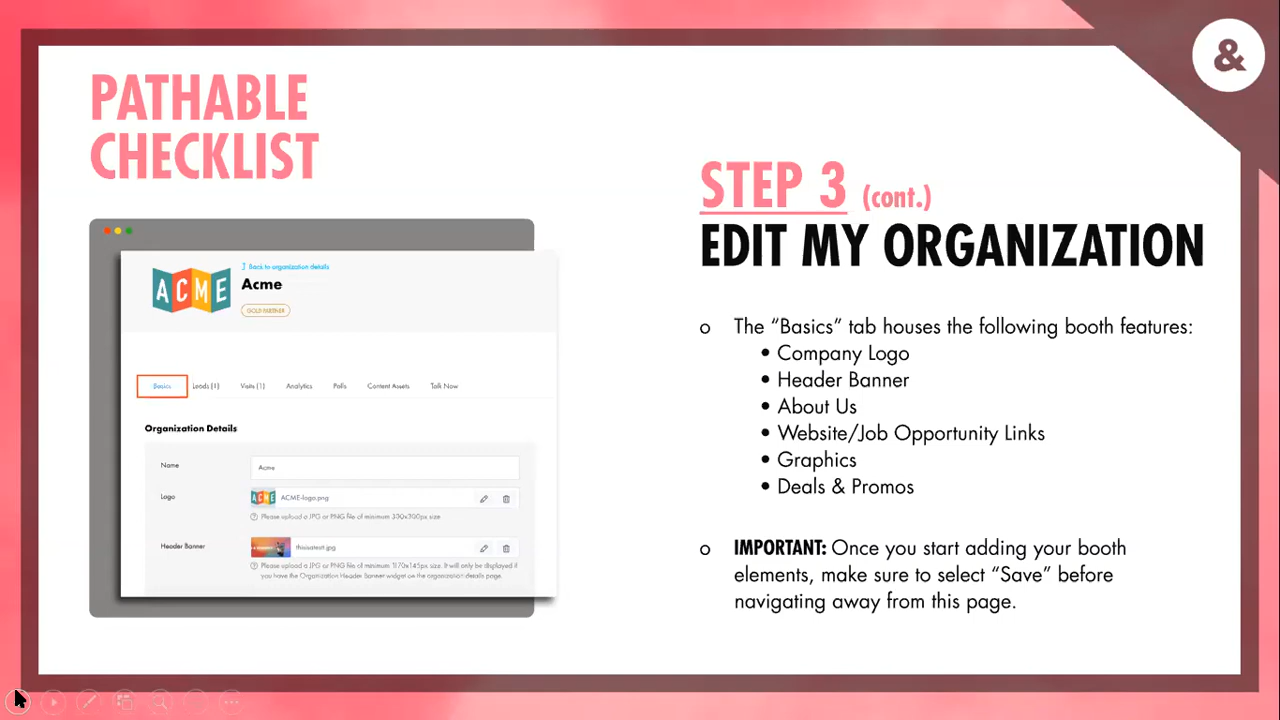 &
PATHABLE
CHECKLIST
Back to organization details
ACME
Acme
GOLD PARTNER
Basics Leads (1) Visits (1) Analytics Polls Content Assets Talk Now
Organization Details
Name Acme
Logo ACME-logo.png
Please upload a JPG or PNG file of minimum 300x300px size
Header Banner thisisatest.jpg
Please upload a JPG or PNG file of minimum 1170x145px size. It will only be displayed if
you have the Organization Header Banner widget on the organization details page.
STEP 3 (cont.)
EDIT MY ORGANIZATION
o The “Basics” tab houses the following booth features:
• Company Logo
• Header Banner
• About Us
• Website/Job Opportunity Links
• Graphics
• Deals & Promos
o IMPORTANT: Once you start adding your booth
elements, make sure to select “Save” before
navigating away from this page.